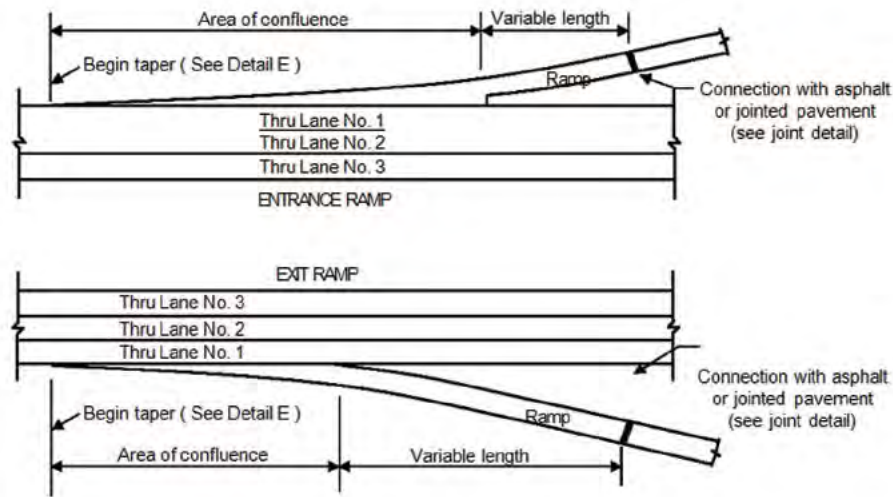 Area of confluence
Variable length
Begin taper ( See Detail E )
Ramp
Connection with asphalt
or jointed pavement
(see joint detail)
Thru Lane No. 1
Thru Lane No. 2
Thru Lane No. 3
ENTRANCE RAMP
EXIT RAMP
Thru Lane No. 3
Thru Lane No. 2
Thru Lane No. 1
Connection with asphalt
or jointed pavement
(see joint detail)
Begin taper ( See Detail E )
Ramp
Area of confluence
Variable length